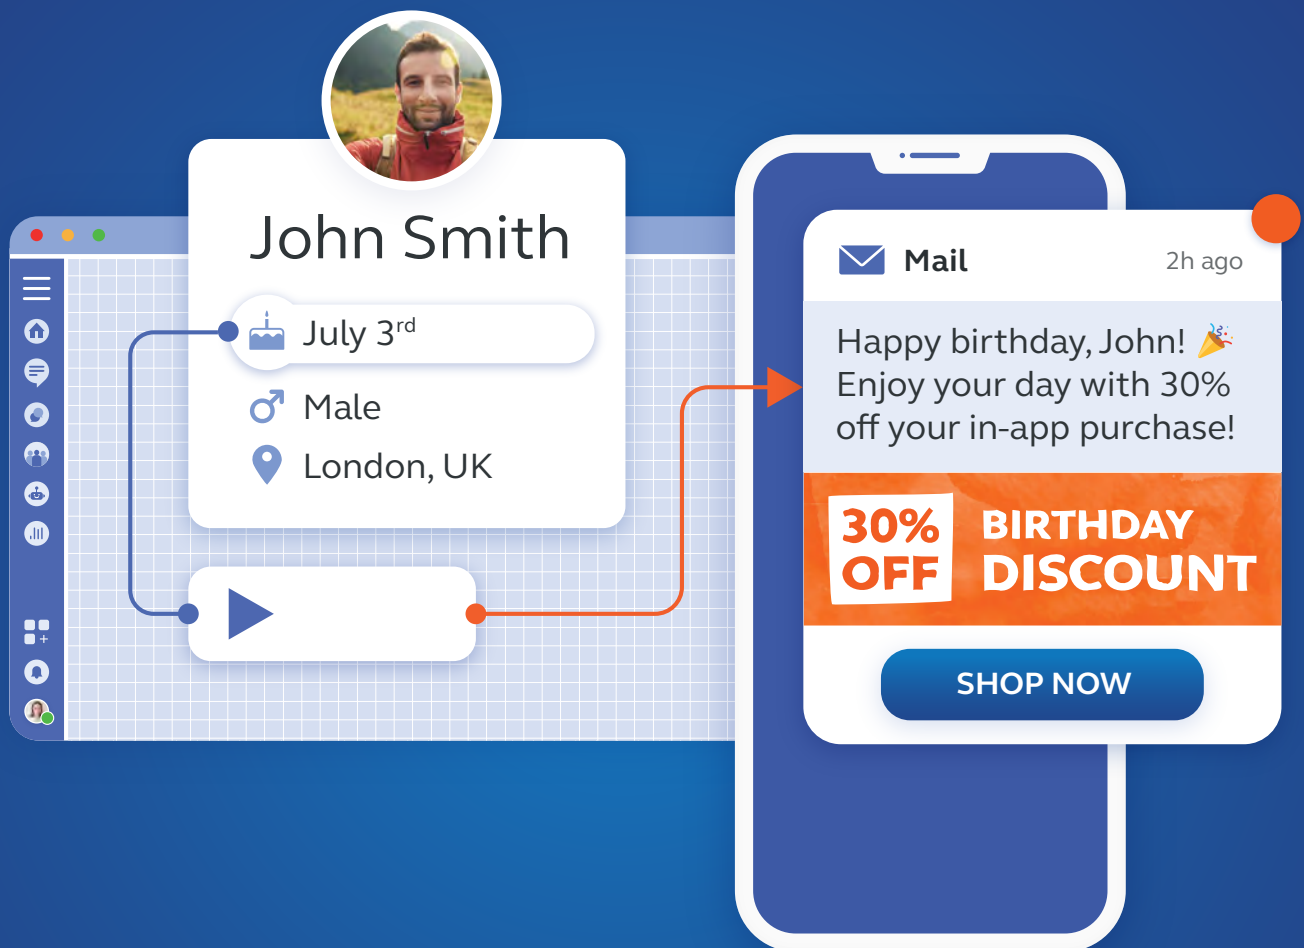 John Smith
July 3rd
Male
London, UK
Mail
2h ago
Happy birthday, John! 🎉
Enjoy your day with 30%
off your in-app purchase!
30%
OFF
BIRTHDAY
DISCOUNT
SHOP NOW